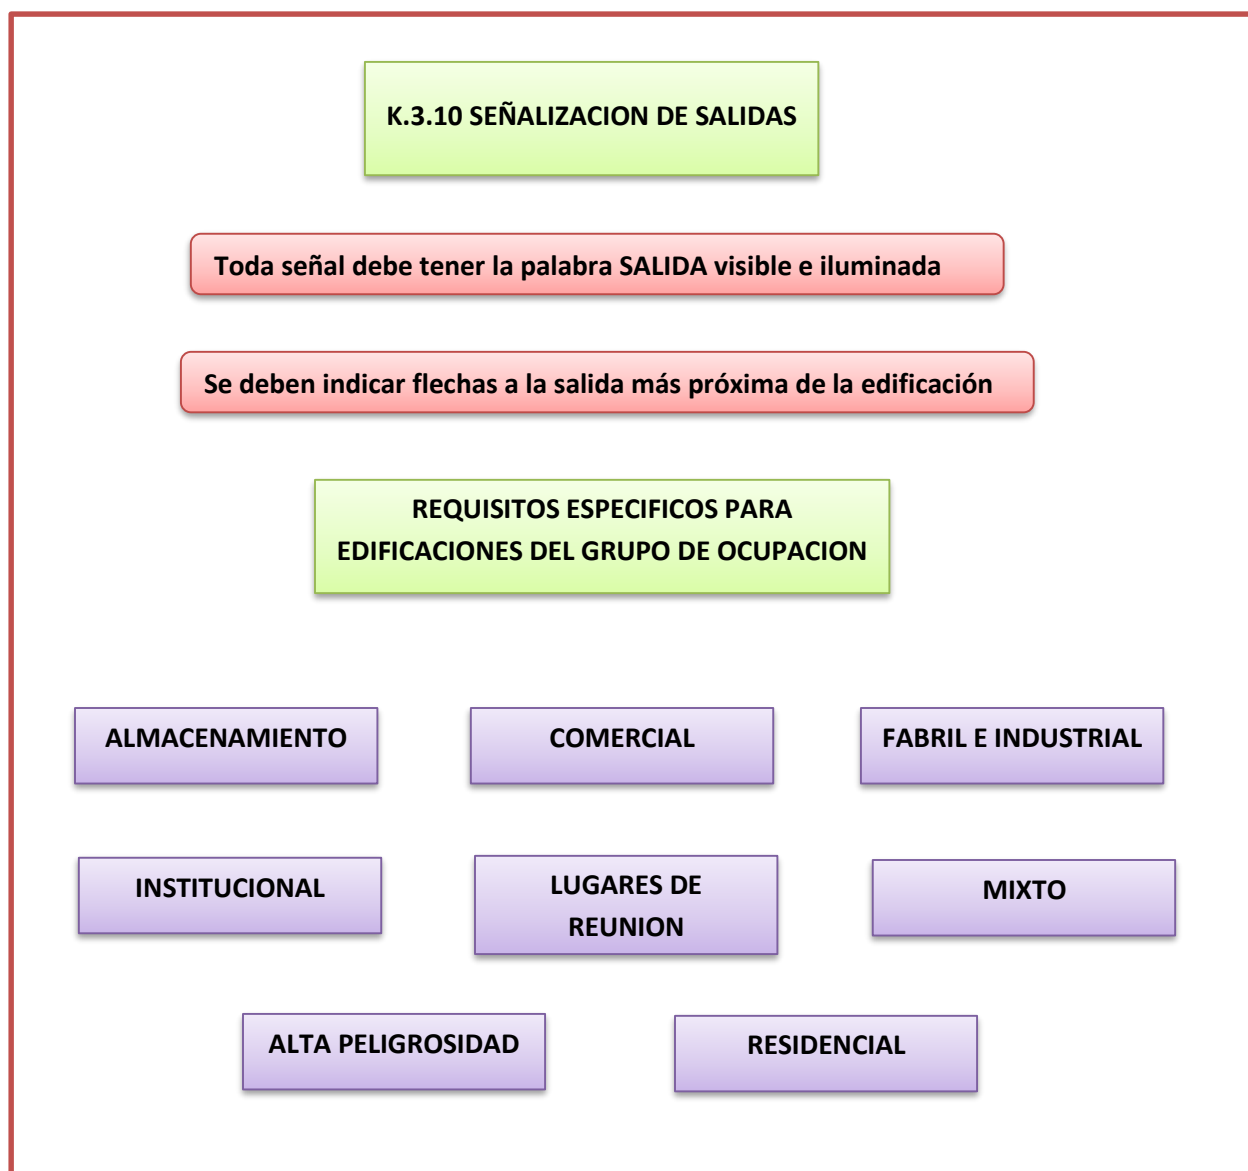 K.3.10 SEÑALIZACION DE SALIDAS
Toda señal debe tener la palabra SALIDA visible e iluminada
Se deben indicar flechas a la salida más próxima de la edificación
REQUISITOS ESPECIFICOS PARA
EDIFICACIONES DEL GRUPO DE OCUPACION
ALMACENAMIENTO
COMERCIAL
FABRIL E INDUSTRIAL
INSTITUCIONAL
LUGARES DE
REUNION
MIXTO
ALTA PELIGROSIDAD
RESIDENCIAL